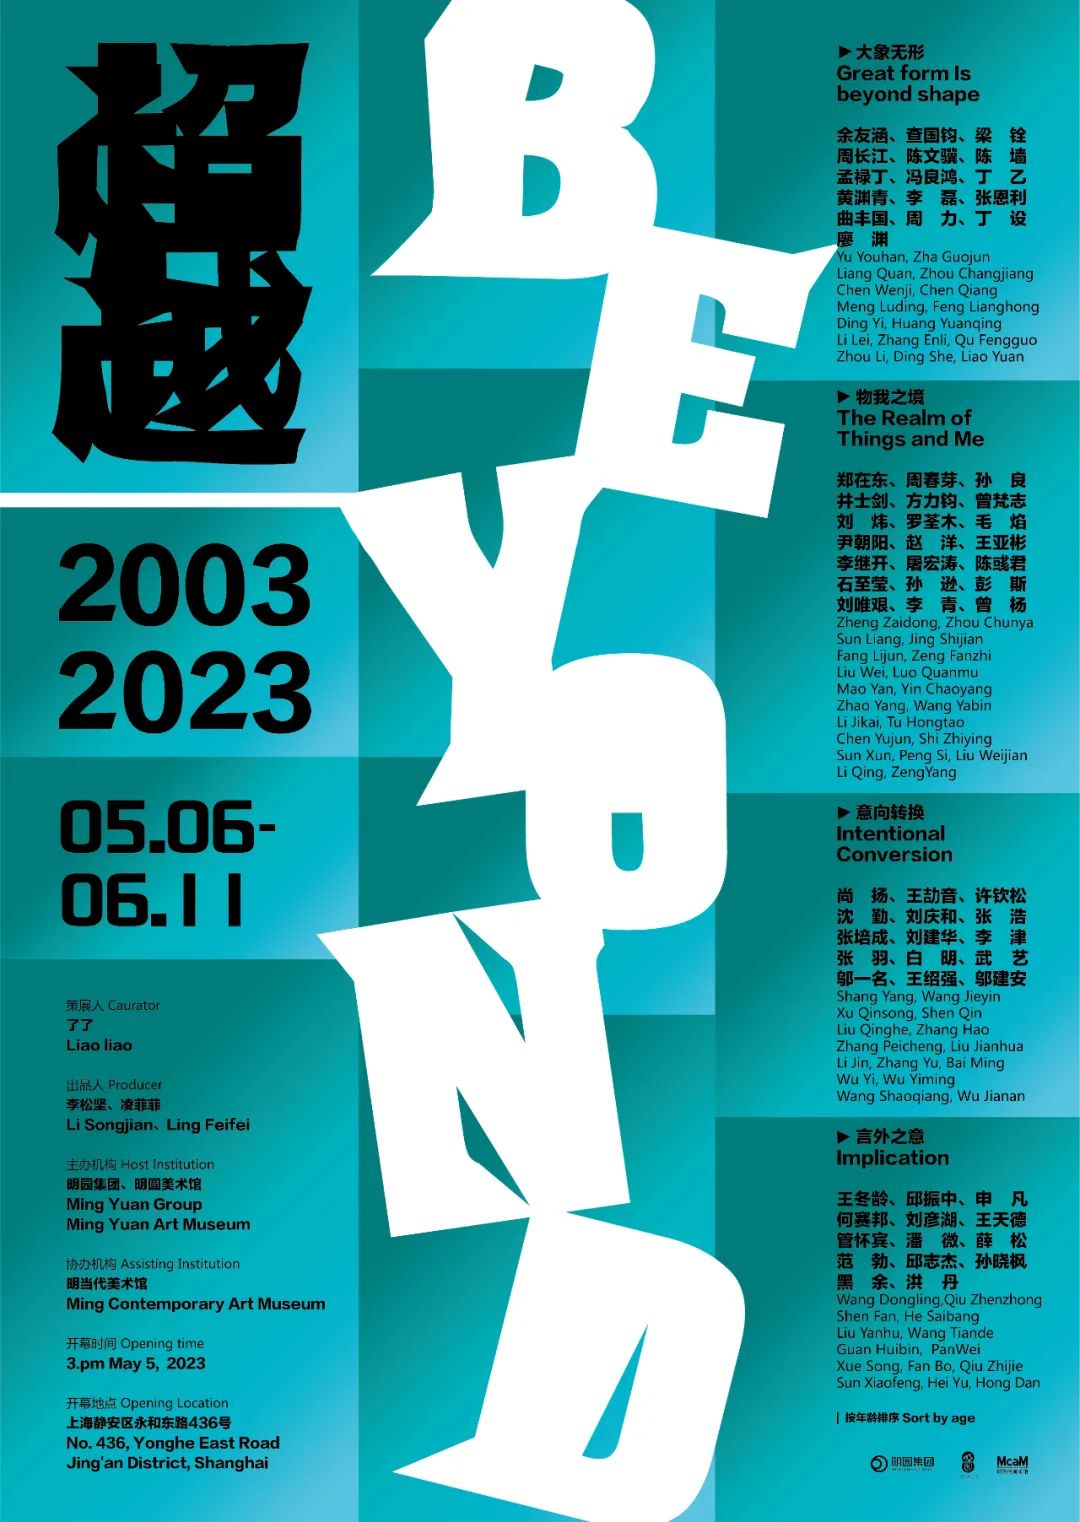 超越
BEYOND
2003
2023
05.06-
06.11
策展人 Caurator
了了
Liao liao
出品人 Producer
李松坚、凌菲菲
Li Songjian、Ling Feifei
主办机构 Host Institution
明园集团、明圆美术馆
Ming Yuan Group
Ming Yuan Art Museum
协办机构 Assisting Institution
明当代美术馆
Ming Contemporary Art Museum
开幕时间 Opening time
3.pm May 5, 2023
开幕地点 Opening Location
上海静安区永和东路436号
No. 436, Yonghe East Road
Jing'an District, Shanghai
▶ 大象无形
Great form Is
beyond shape
余友涵、查国钧、梁 铨
周长江、陈文骥、陈 墙
孟禄丁、冯良鸿、丁 乙
黄渊青、李 磊、张恩利
曲丰国、周 力、丁 设
廖 渊
Yu Youhan, Zha Guojun
Liang Quan, Zhou Changjiang
Chen Wenji, Chen Qiang
Meng Luding, Feng Lianghong
Ding Yi, Huang Yuanqing
Li Lei, Zhang Enli, Qu Fengguo
Zhou Li, Ding She, Liao Yuan
▶ 物我之境
The Realm of
Things and Me
郑在东、周春芽、孙 良
井士剑、方力钧、曾梵志
刘 炜、罗荃木、毛 焰
尹朝阳、赵 洋、王亚彬
李继开、屠宏涛、陈彧君
石至莹、孙 逊、彭 斯
刘唯艰、李 青、曾 杨
Zheng Zaidong, Zhou Chunya
Sun Liang, Jing Shijian
Fang Lijun, Zeng Fanzhi
Liu Wei, Luo Quanmu
Mao Yan, Yin Chaoyang
Zhao Yang, Wang Yabin
Li Jikai, Tu Hongtao
Chen Yujun, Shi Zhiying
Sun Xun, Peng Si, Liu Weijian
Li Qing, ZengYang
▶ 意向转换
Intentional
Conversion
尚 扬、王劼音、许钦松
沈 勤、刘庆和、张 浩
张培成、刘建华、李 津
张 羽、白 明、武 艺
邬一名、王绍强、邬建安
Shang Yang, Wang Jieyin
Xu Qinsong, Shen Qin
Liu Qinghe, Zhang Hao
Zhang Peicheng, Liu Jianhua
Li Jin, Zhang Yu, Bai Ming
Wu Yi, Wu Yiming
Wang Shaoqiang, Wu Jianan
▶ 言外之意
Implication
王冬龄、邱振中、申 凡
何赛邦、刘彦湖、王天德
管怀宾、潘 微、薛 松
范 勃、邱志杰、孙晓枫
黑 余、洪 丹
Wang Dongling,Qiu Zhenzhong
Shen Fan, He Saibang
Liu Yanhu, Wang Tiande
Guan Huibin, PanWei
Xue Song, Fan Bo, Qiu Zhijie
Sun Xiaofeng, Hei Yu, Hong Dan
| 按年龄排序 Sort by age
明园集团
McaM
明当代美术馆